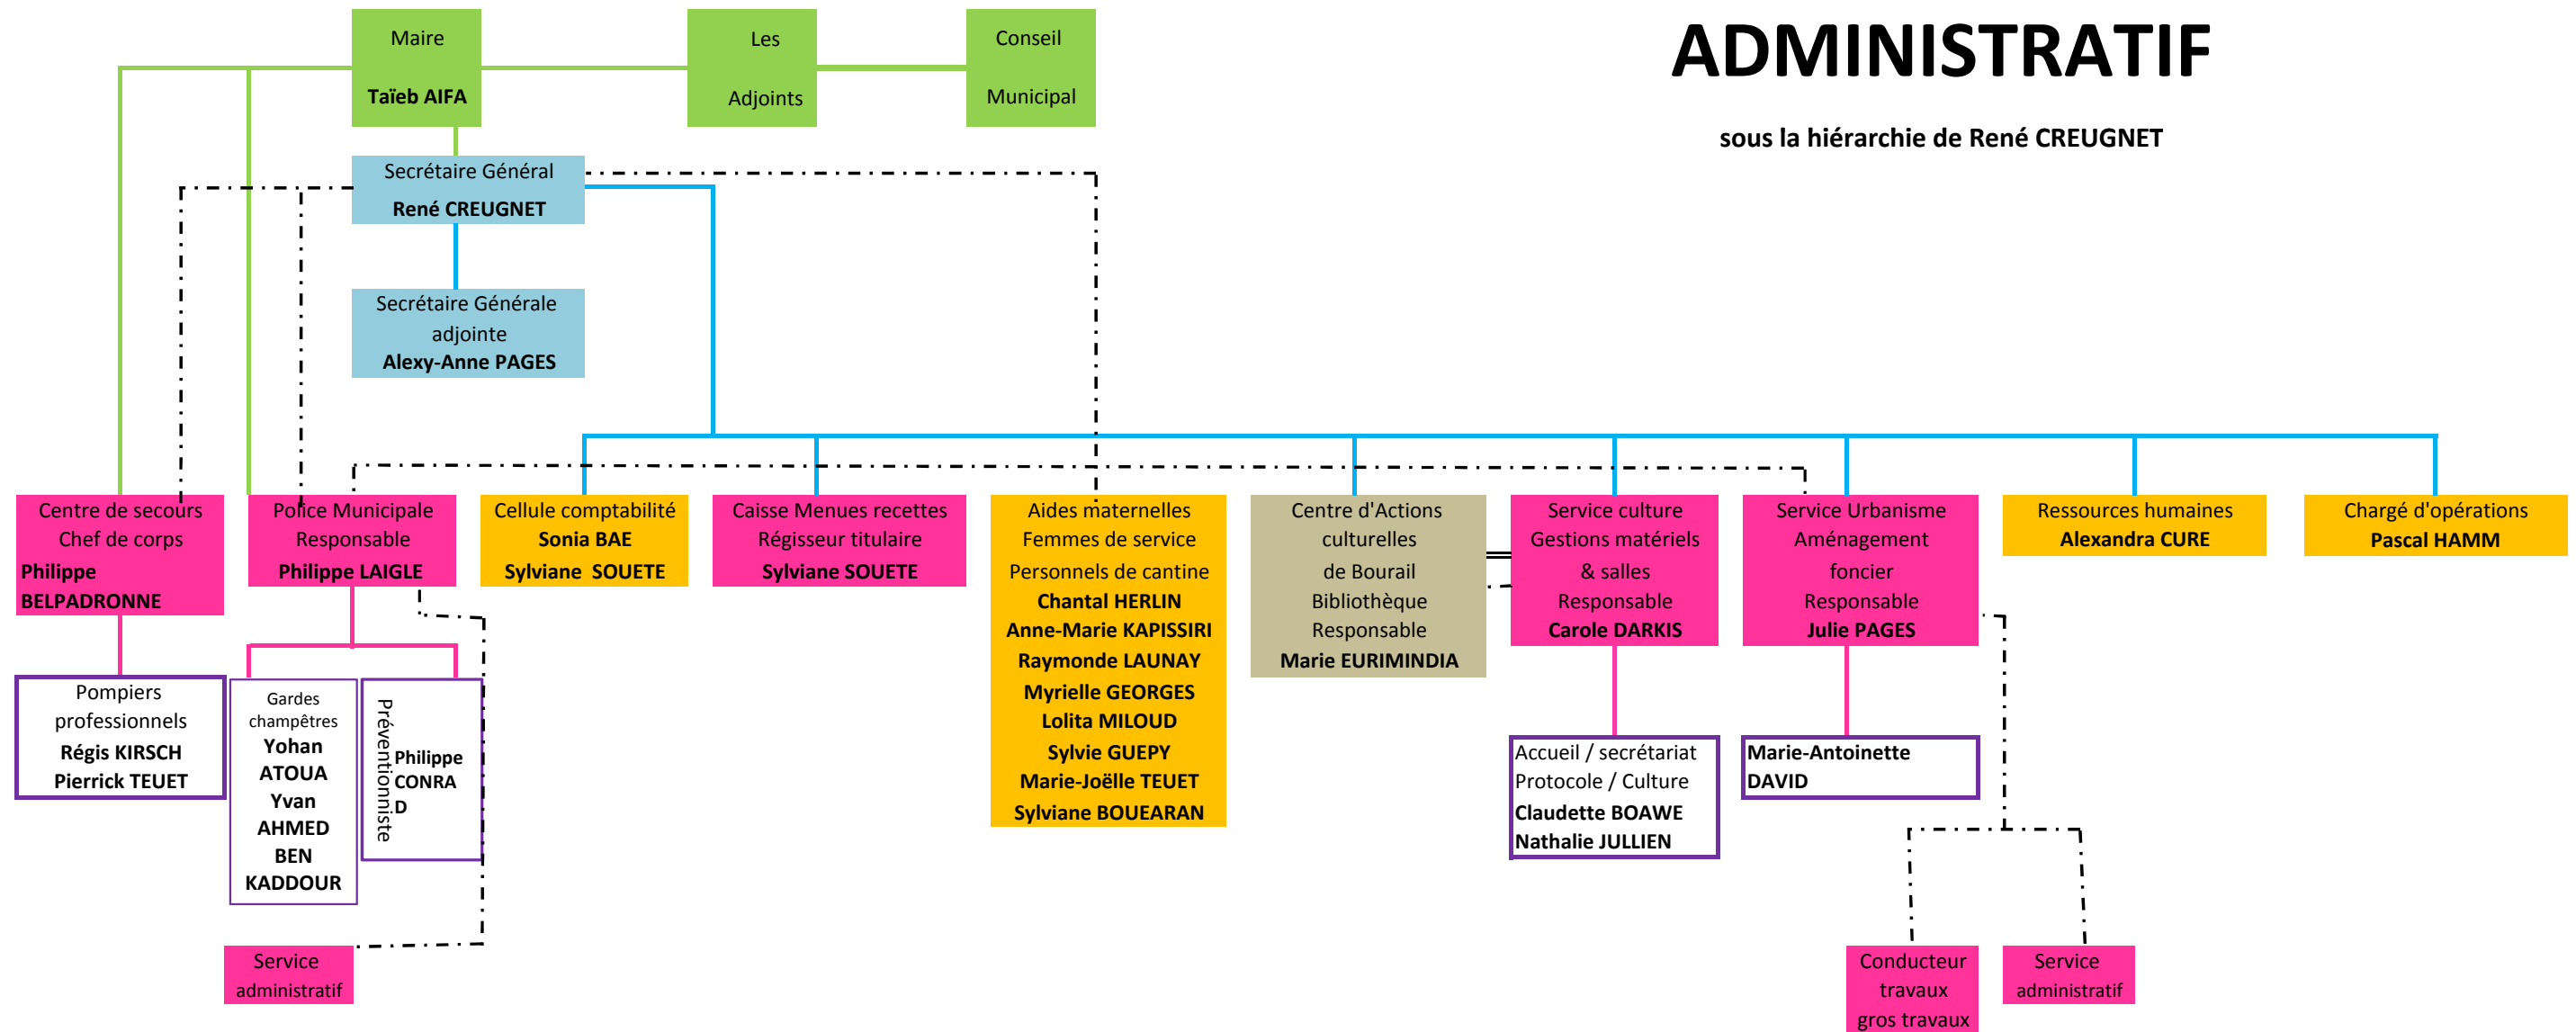 ADMINISTRATIF
sous la hiérarchie de René CREUGNET
Maire
Taïeb AIFA
Les
Adjoints
Conseil
Municipal
Secrétaire Général
René CREUGNET
Secrétaire Générale
adjointe
Alexy-Anne PAGES
Centre de secours
Chef de corps
Philippe
BELPADRONNE
Police Municipale
Responsable
Philippe LAIGLE
Cellule comptabilité
Sonia BAE
Sylviane SOUETE
Caisse Menues recettes
Régisseur titulaire
Sylviane SOUETE
Aides maternelles
Femmes de service
Personnels de cantine
Chantal HERLIN
Anne-Marie KAPISSIRI
Raymonde LAUNAY
Myrielle GEORGES
Lolita MILOUD
Sylvie GUEPY
Marie-Joëlle TEUET
Sylviane BOUEARAN
Centre d'Actions
culturelles
de Bourail
Bibliothèque
Responsable
Marie EURIMINDIA
Service culture
Gestions matériels
& salles
Responsable
Carole DARKIS
Service Urbanisme
Aménagement
foncier
Responsable
Julie PAGES
Ressources humaines
Alexandra CURE
Chargé d'opérations
Pascal HAMM
Pompiers
professionnels
Régis KIRSCH
Pierrick TEUET
Gardes
champêtres
Yohan
ATOUA
Yvan
AHMED
BEN
KADDOUR
Préventionniste
Philippe
CONRA
D
Accueil / secrétariat
Protocole / Culture
Claudette BOAWE
Nathalie JULLIEN
Marie-Antoinette
DAVID
Service
administratif
Conducteur
travaux
gros travaux
Service
administratif